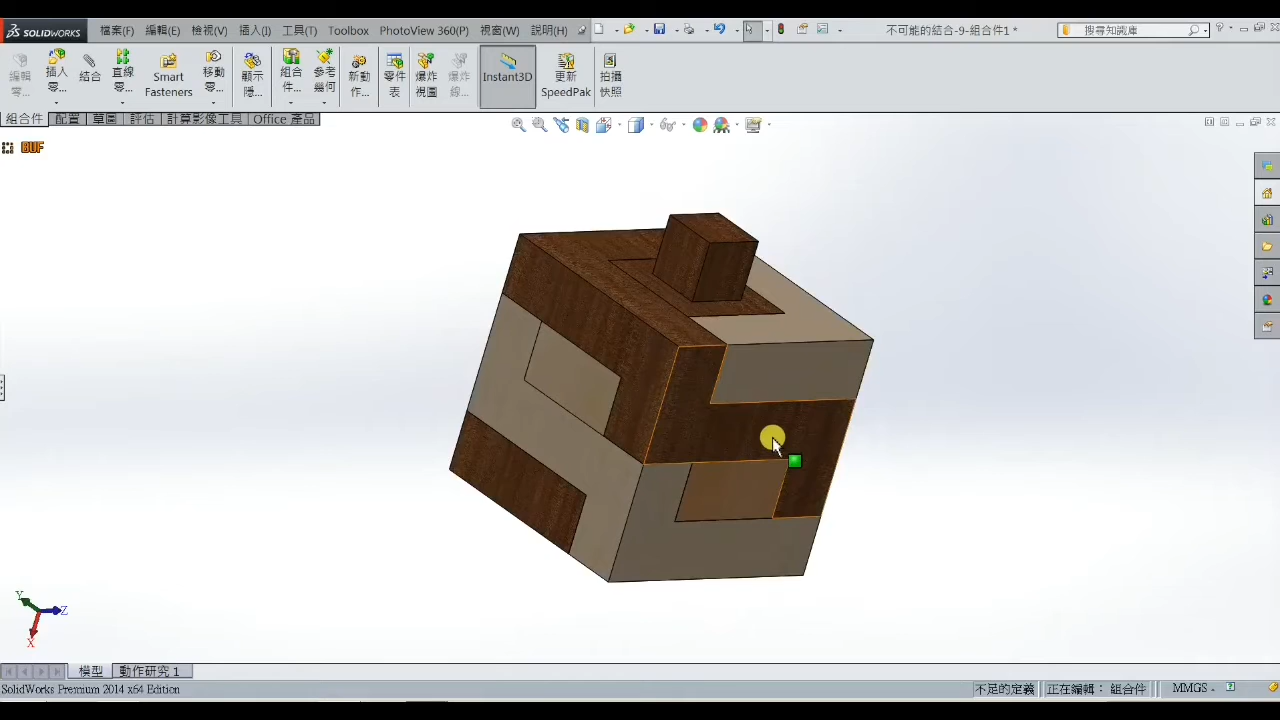 SOLIDWORKS 檔案(F) 編輯(E) 檢視(V) 插入(I) 工具(T) Toolbox PhotoView 360(P) 視窗(W) 說明(H) 不可能的結合-9-組合件1 * 搜尋知識庫
編輯零... 插入零... 結合 直線零... Smart Fasteners 移動零... 顯示隱... 組合件... 參考幾何 新動作... 零件表 爆炸視圖 爆炸線... Instant3D 更新 SpeedPak 拍攝快照
組合件 配置 草圖 評估 計算影像工具 Office 產品
BUF
Y Z
X
模型 動作研究 1
SolidWorks Premium 2014 x64 Edition 不足的定義 正在編輯： 組合件 MMGS